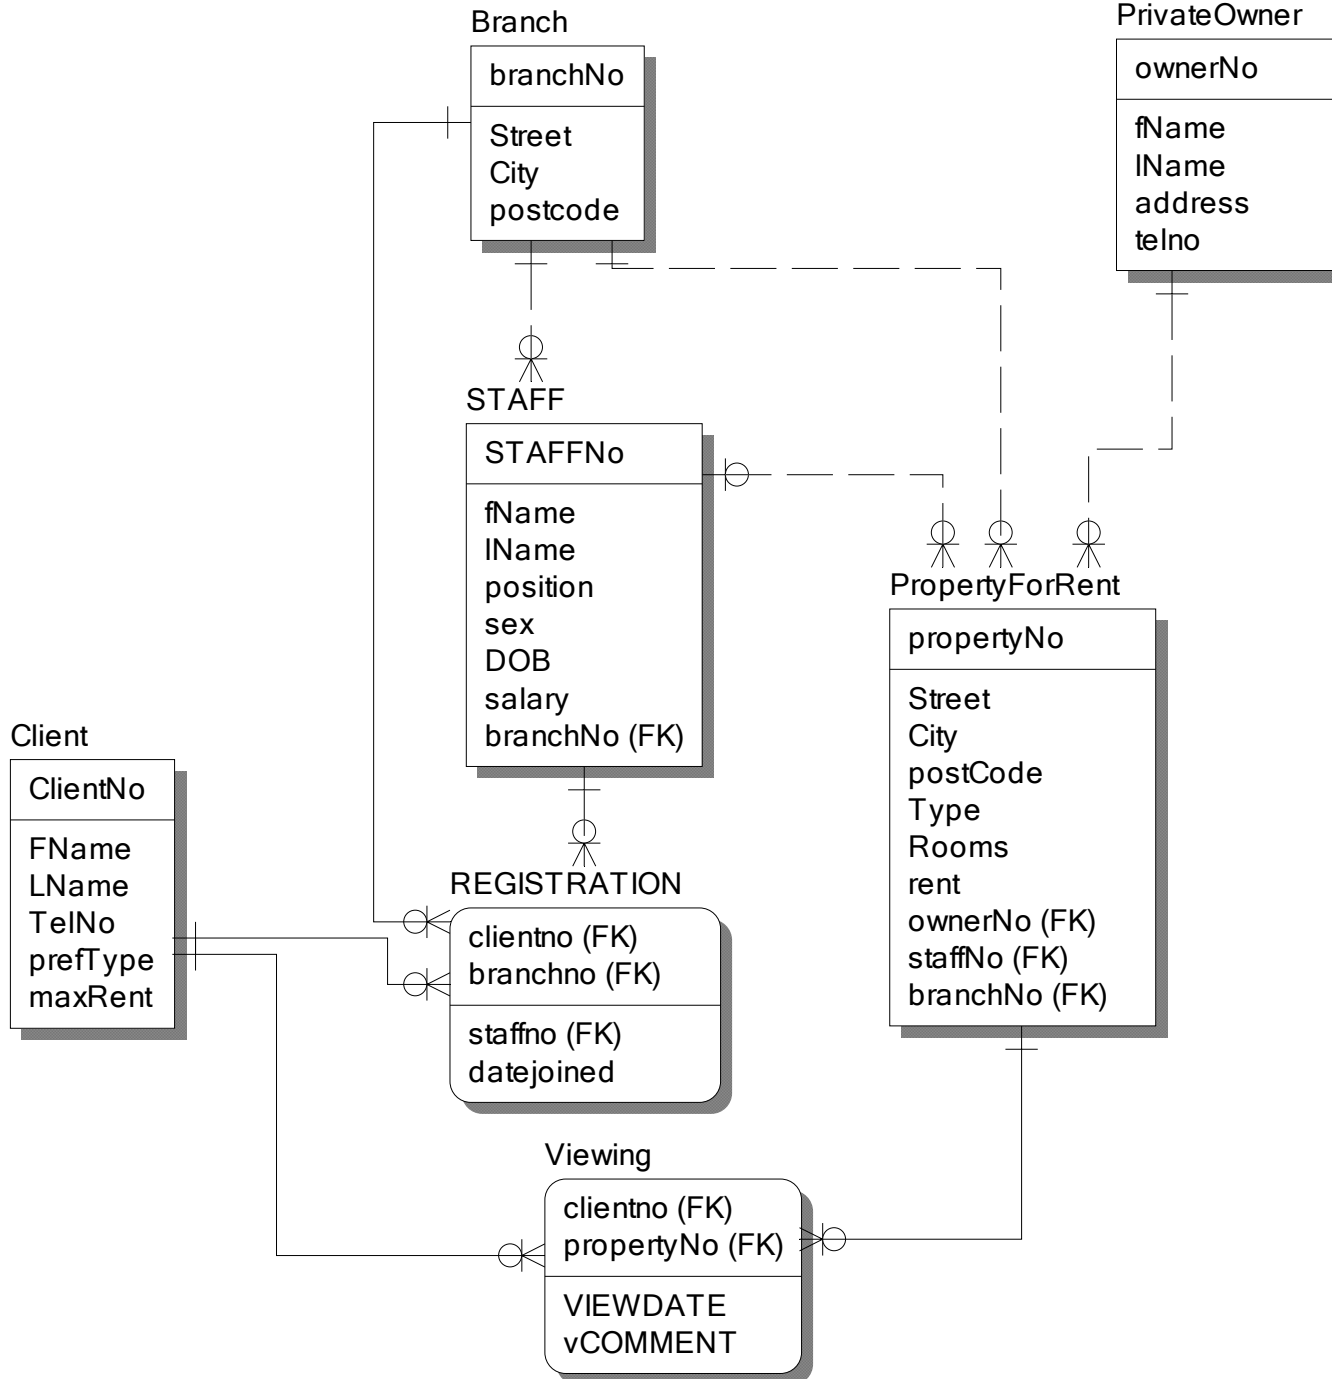 Branch
branchNo
Street
City
postcode
PrivateOwner
ownerNo
fName
lName
address
telno
STAFF
STAFFNo
fName
lName
position
sex
DOB
salary
branchNo (FK)
PropertyForRent
propertyNo
Street
City
postCode
Type
Rooms
rent
ownerNo (FK)
staffNo (FK)
branchNo (FK)
Client
ClientNo
FName
LName
TelNo
prefType
maxRent
REGISTRATION
clientno (FK)
branchno (FK)
staffno (FK)
datejoined
Viewing
clientno (FK)
propertyNo (FK)
VIEWDATE
vCOMMENT